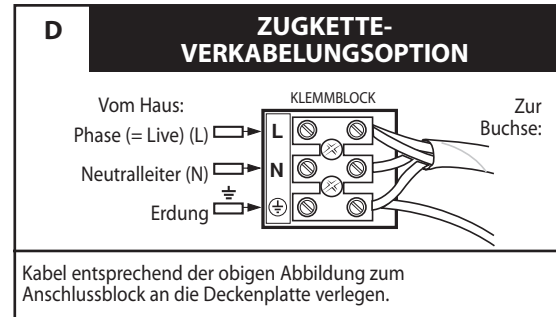 D
ZUGKETTE-
VERKABELUNGSOPTION
KLEMMBLOCK
Vom Haus:
Phase (= Live) (L)
Neutralleiter (N)
Erdung
L
N
Zur
Buchse:
Kabel entsprechend der obigen Abbildung zum
Anschlussblock an die Deckenplatte verlegen.